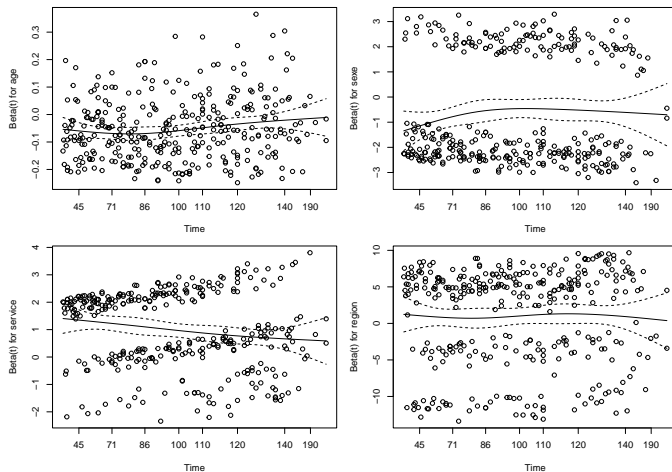 Beta(t) for age
0.3
0.2
0.1
0.0
−0.1
−0.2
45 71 86 100 110 120 140 190
Time
Beta(t) for sexe
3
2
1
0
−1
−2
−3
45 71 86 100 110 120 140 190
Time
Beta(t) for service
4
3
2
1
0
−1
−2
45 71 86 100 110 120 140 190
Time
Beta(t) for region
10
5
0
−5
−10
45 71 86 100 110 120 140 190
Time